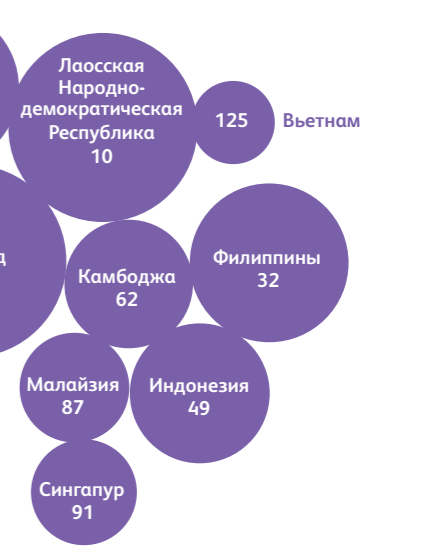 Лаосская
Народно-
демократическая
Республика
10
125
Вьетнам
д
Филиппины
32
Камбоджа
62
Малайзия
87
Индонезия
49
Сингапур
91